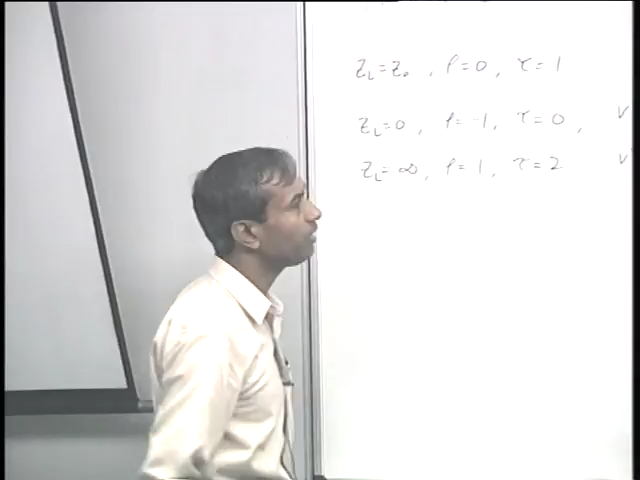 Z_L = Z_0 , ρ = 0 , τ = 1
Z_L = 0 , ρ = -1 , τ = 0 , V
Z_L = ∞ , ρ = 1 , τ = 2 V